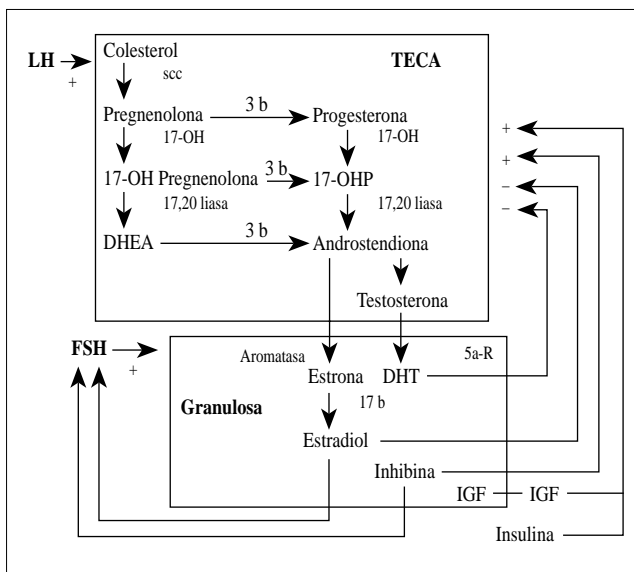 Colesterol
LH
TECA
+
scc
Pregnenolona
3 b
Progesterona
17-OH
17-OH
+
17-OH Pregnenolona
3 b
17-OHP
+
–
17,20 liasa
17,20 liasa
–
DHEA
3 b
Androstendiona
Testosterona
FSH
+
Aromatasa
5a-R
Estrona
DHT
Granulosa
17 b
Estradiol
Inhibina
IGF
IGF
Insulina